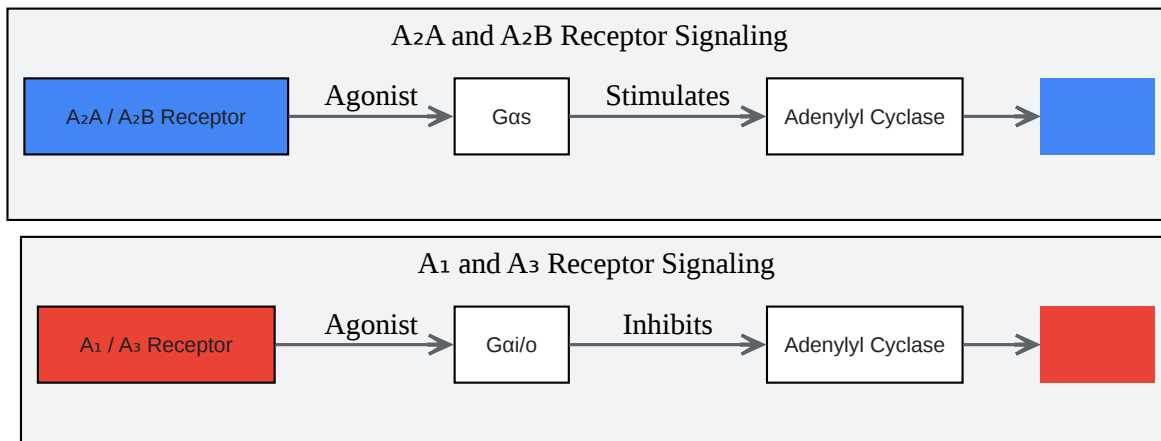 A₂A and A₂B Receptor Signaling
A₂A / A₂B Receptor
Agonist
Gαs
Stimulates
Adenylyl Cyclase
A₁ and A₃ Receptor Signaling
A₁ / A₃ Receptor
Agonist
Gαi/o
Inhibits
Adenylyl Cyclase